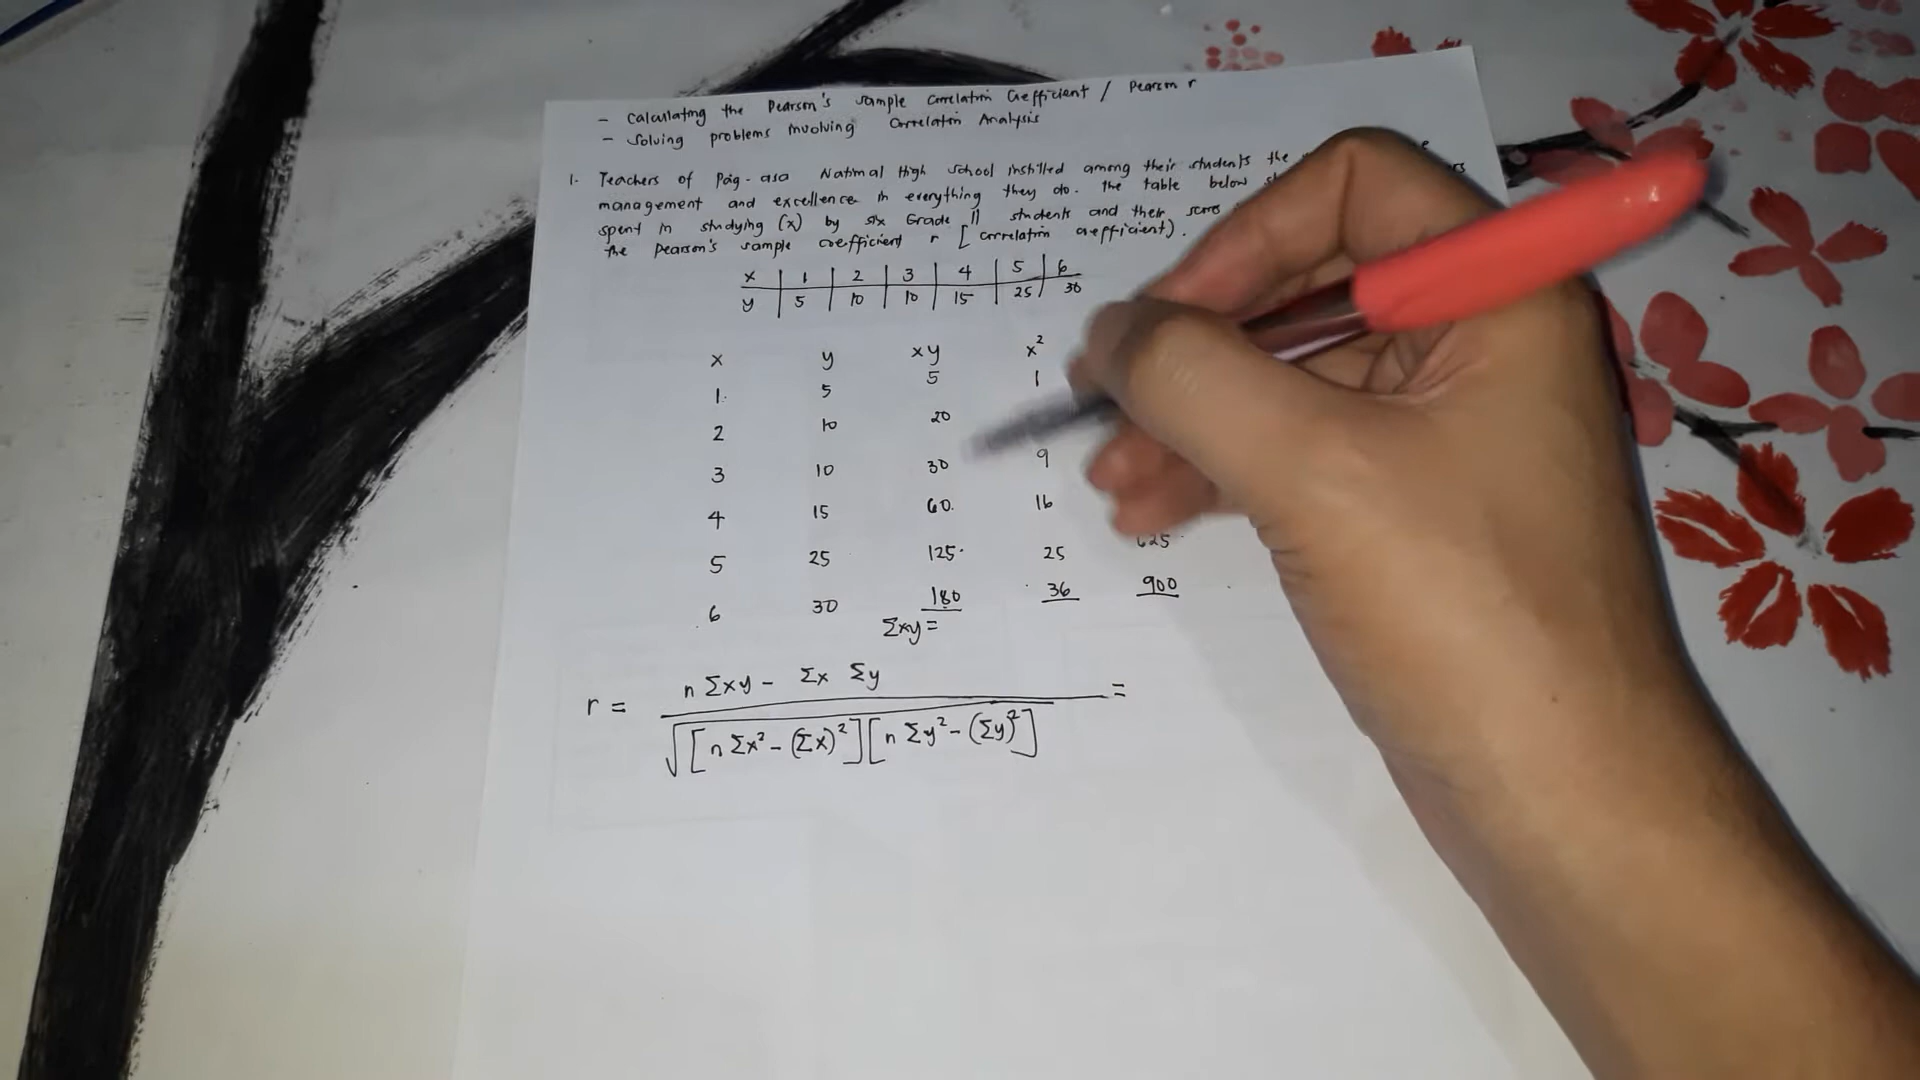 - Calculating the Pearson's sample Correlation Coefficient / Pearson r
- Solving problems involving Correlation Analysis
1. Teachers of Pag-asa National High School instilled among their students the
management and excellence in everything they do. The table below
spent in studying (x) by six Grade 11 students and their scores
the Pearson's sample coefficient r [correlation coefficient).
x 1 2 3 4 5 6
y 5 10 10 15 25 30
x y xy x²
1. 5 5 1
2 10 20
3 10 30 9
4 15 60. 16
5 25 125. 25 625
6 30 180 36 900
Σxy =
r = n Σxy - Σx Σy =
√[n Σx² - (Σx)²][n Σy² - (Σy)²]